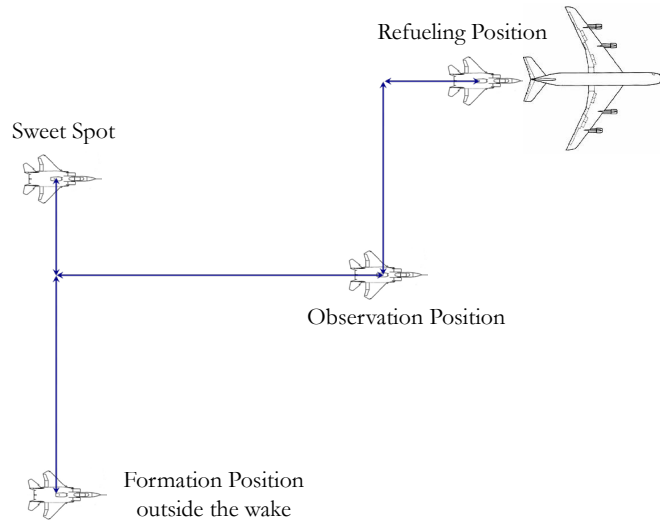 Refueling Position
Sweet Spot
Observation Position
Formation Position
outside the wake